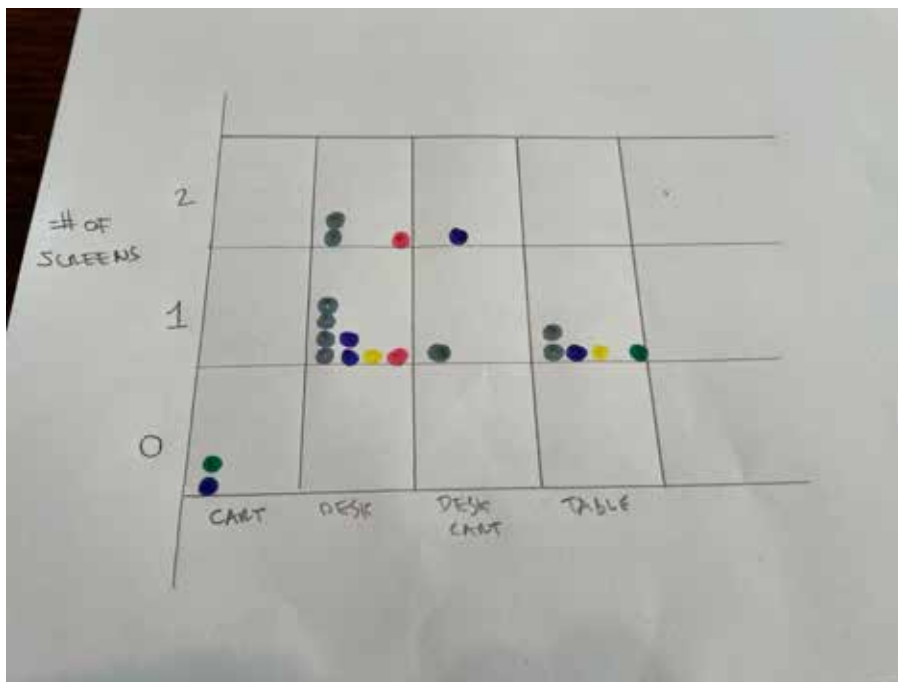 2
# OF
SCREENS
1
0
CART
DESK
DESK
CART
TABLE